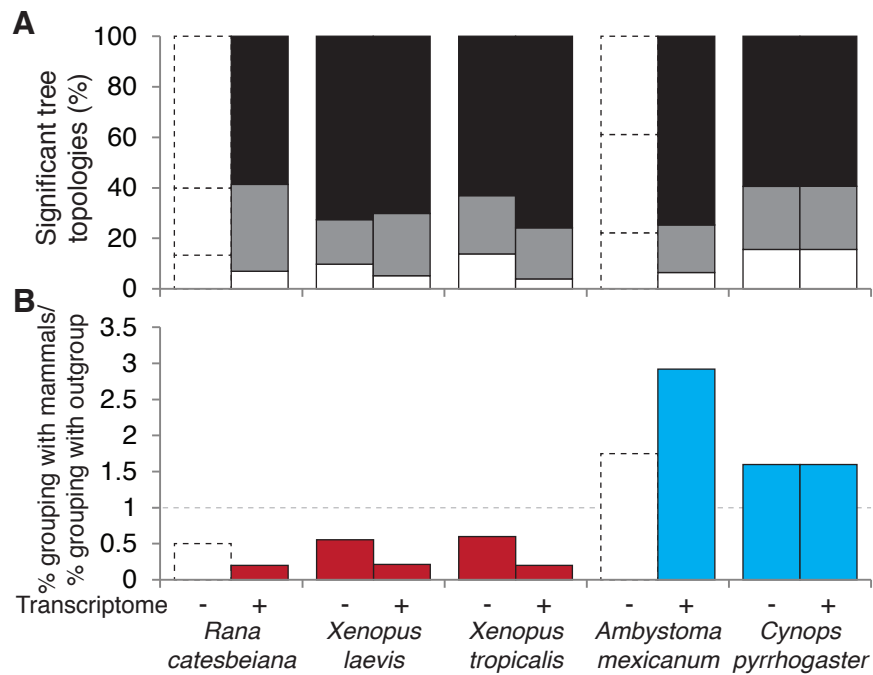 A
Significant tree
topologies (%)
100
80
60
40
20
0
B
% grouping with mammals/
% grouping with outgroup
3.5
3
2.5
2
1.5
1
0.5
0
Transcriptome - + - + - + - + - +
Rana
catesbeiana
Xenopus
laevis
Xenopus
tropicalis
Ambystoma
mexicanum
Cynops
pyrrhogaster